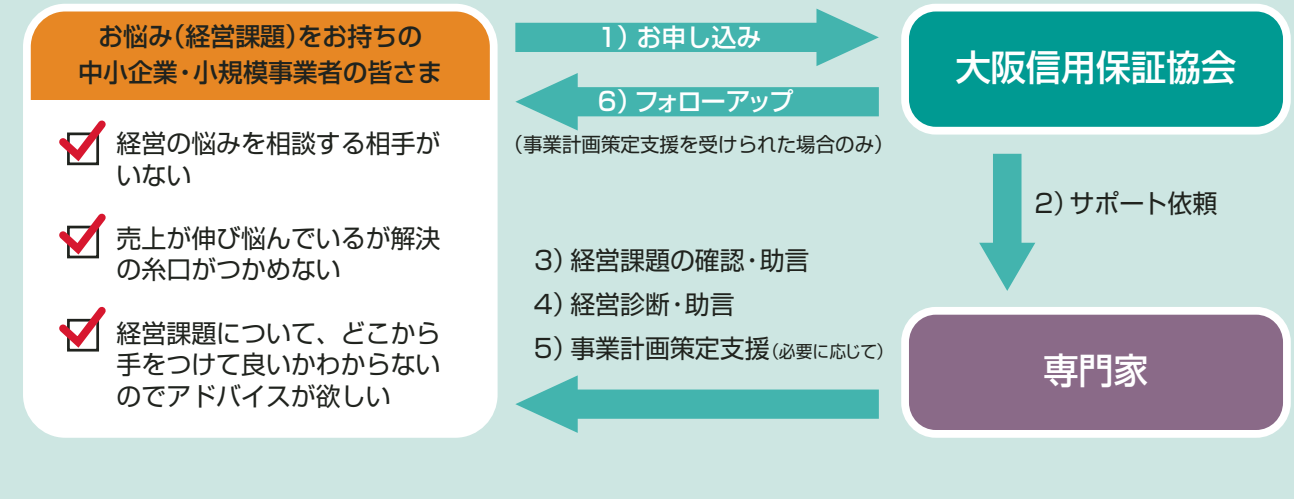 お悩み(経営課題)をお持ちの
中小企業・小規模事業者の皆さま
経営の悩みを相談する相手が
いない
売上が伸び悩んでいるが解決
の糸口がつかめない
経営課題について、どこから
手をつけて良いかわからない
のでアドバイスが欲しい
1)お申し込み
6)フォローアップ
(事業計画策定支援を受けられた場合のみ)
大阪信用保証協会
2)サポート依頼
3)経営課題の確認・助言
4)経営診断・助言
5)事業計画策定支援(必要に応じて)
専門家